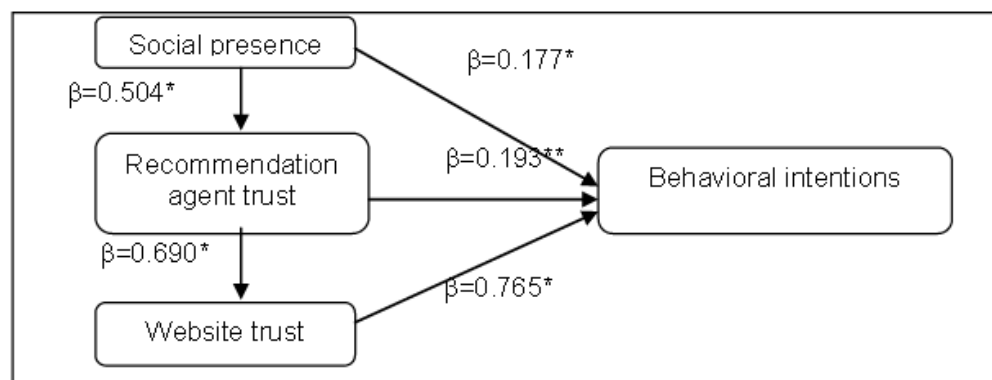 Social presence
β=0.177*
β=0.504*
Recommendation
agent trust
β=0.193**
Behavioral intentions
β=0.690*
β=0.765*
Website trust